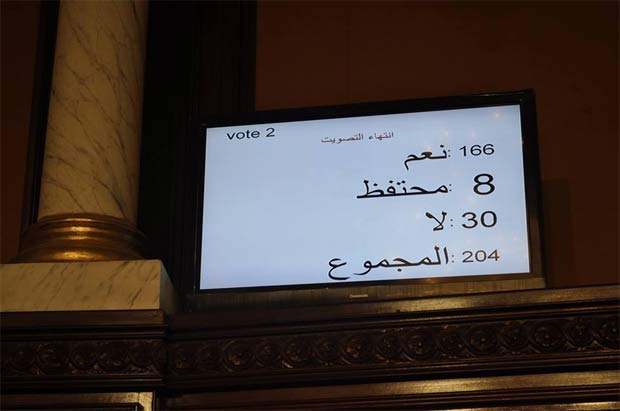 vote 2
انتهاء التصويت
نعم: 166
محتفظ: 8
لا: 30
المجموع: 204